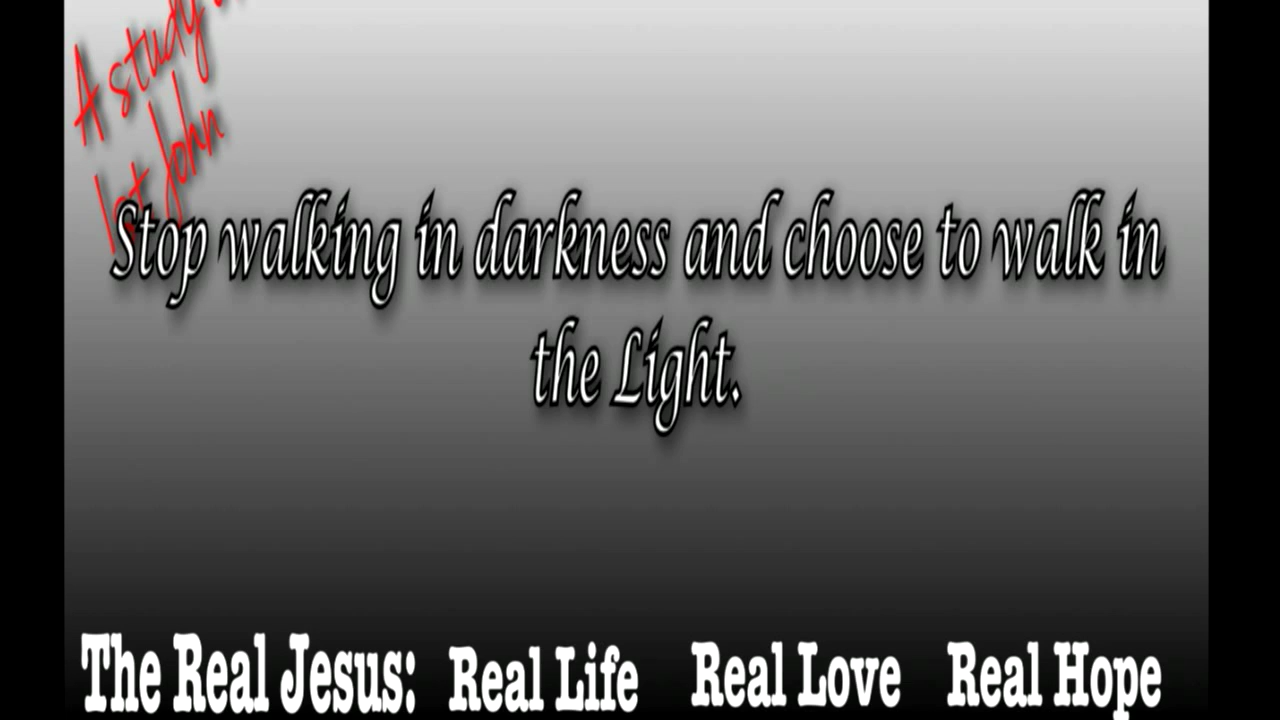 A study
1st John
Stop walking in darkness and choose to walk in
the Light.
The Real Jesus: Real Life Real Love Real Hope